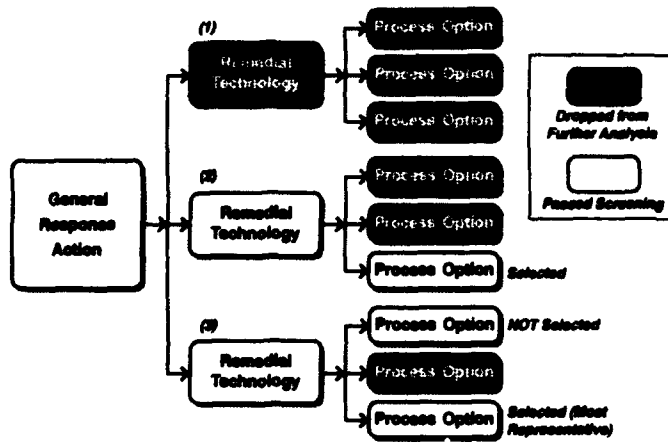 (1)
Remedial
Technology
Process Option
Process Option
Process Option
General
Response
Action
(2)
Remedial
Technology
Process Option
Process Option
Process Option
Selected
(3)
Remedial
Technology
Process Option
NOT Selected
Process Option
Process Option
Selected (Most
Representative)
Dropped from
Further Analysis
Passed Screening